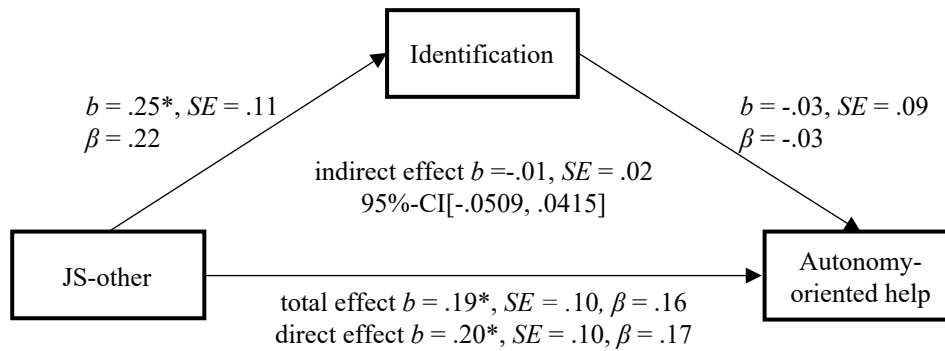 Identification
b = .25*, SE = .11
β = .22
b = -.03, SE = .09
β = -.03
indirect effect b =-.01, SE = .02
95%-CI[-.0509, .0415]
JS-other
Autonomy-
oriented help
total effect b = .19*, SE = .10, β = .16
direct effect b = .20*, SE = .10, β = .17